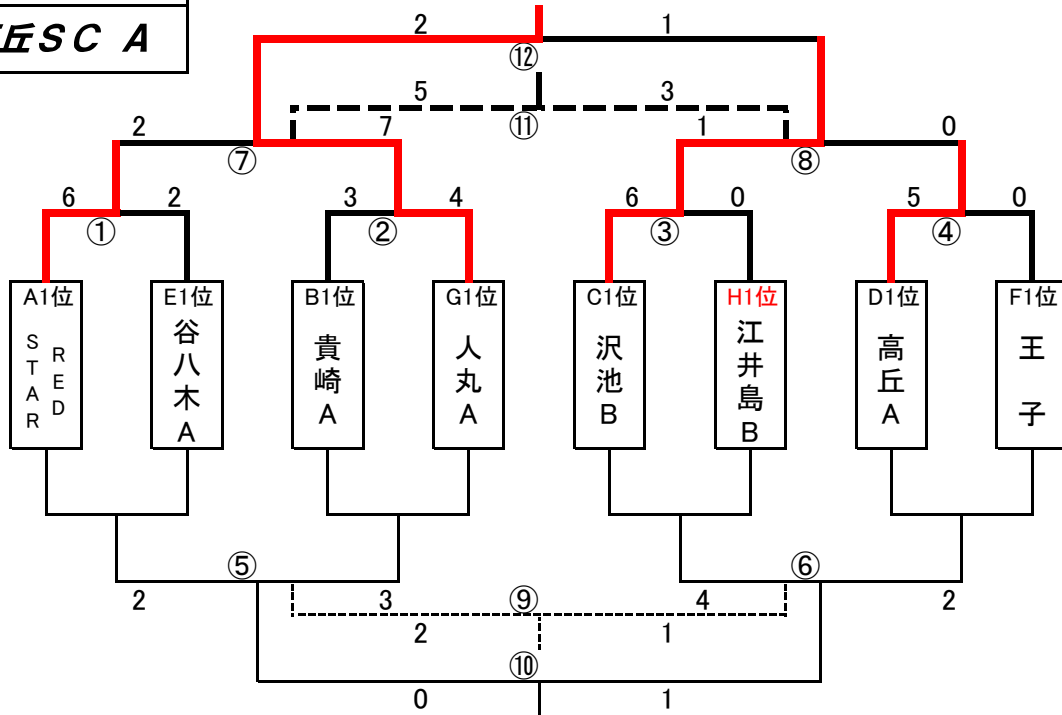 丘SC A
2 1
⑫
5 3
⑪
2 7 1 0
⑦ ⑧
6 2 3 4 6 0 5 0
① ② ③ ④
A1位 E1位 B1位 G1位 C1位 H1位 D1位 F1位
RED STAR
谷八木A
貴崎A
人丸A
沢池B
江井島B
高丘A
王子
⑤ ⑥
2 3 ⑨ 4 2
2 1
⑩
0 1